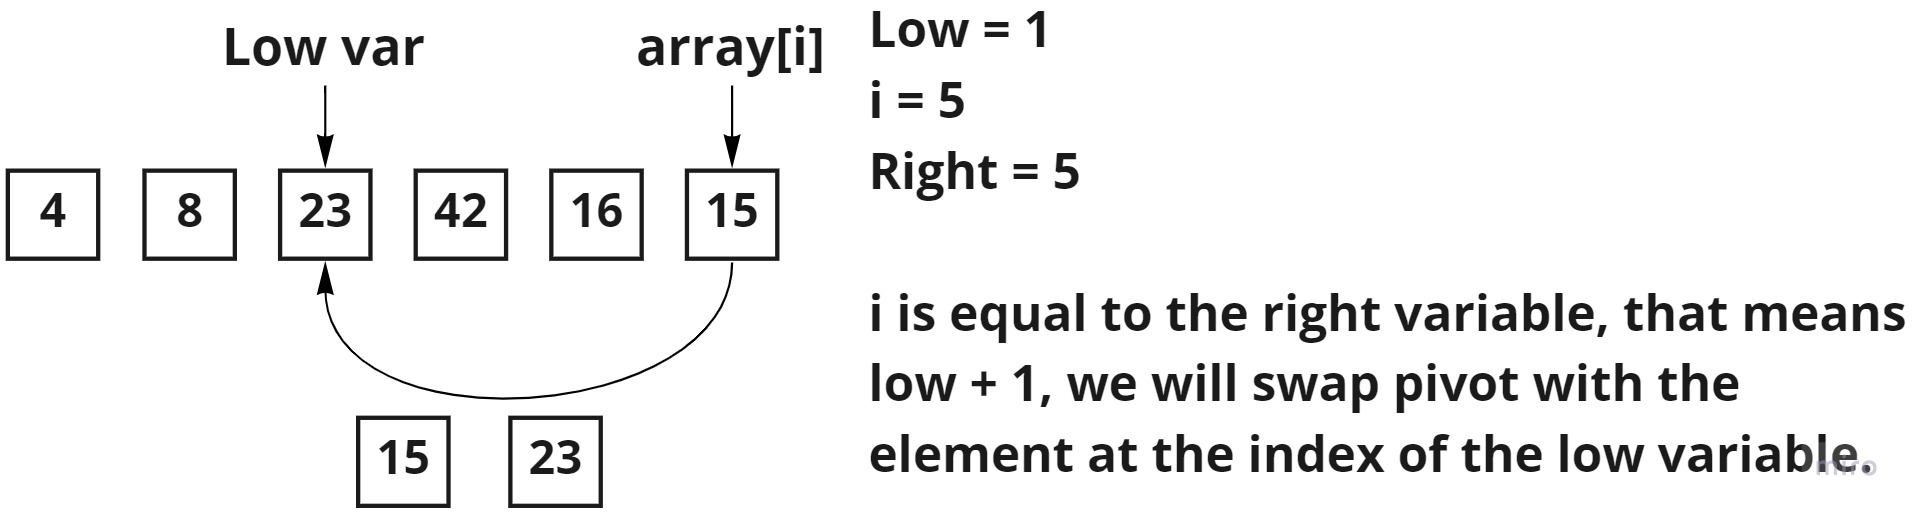 Low var array[i]
4 8 23 42 16 15
15 23
Low = 1
i = 5
Right = 5
i is equal to the right variable, that means
low + 1, we will swap pivot with the
element at the index of the low variable.
miro